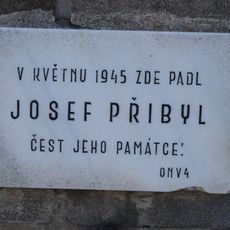 V KVĚTNU 1945 ZDE PADL
JOSEF PŘIBYL
ČEST JEHO PAMÁTCE!
ONV4